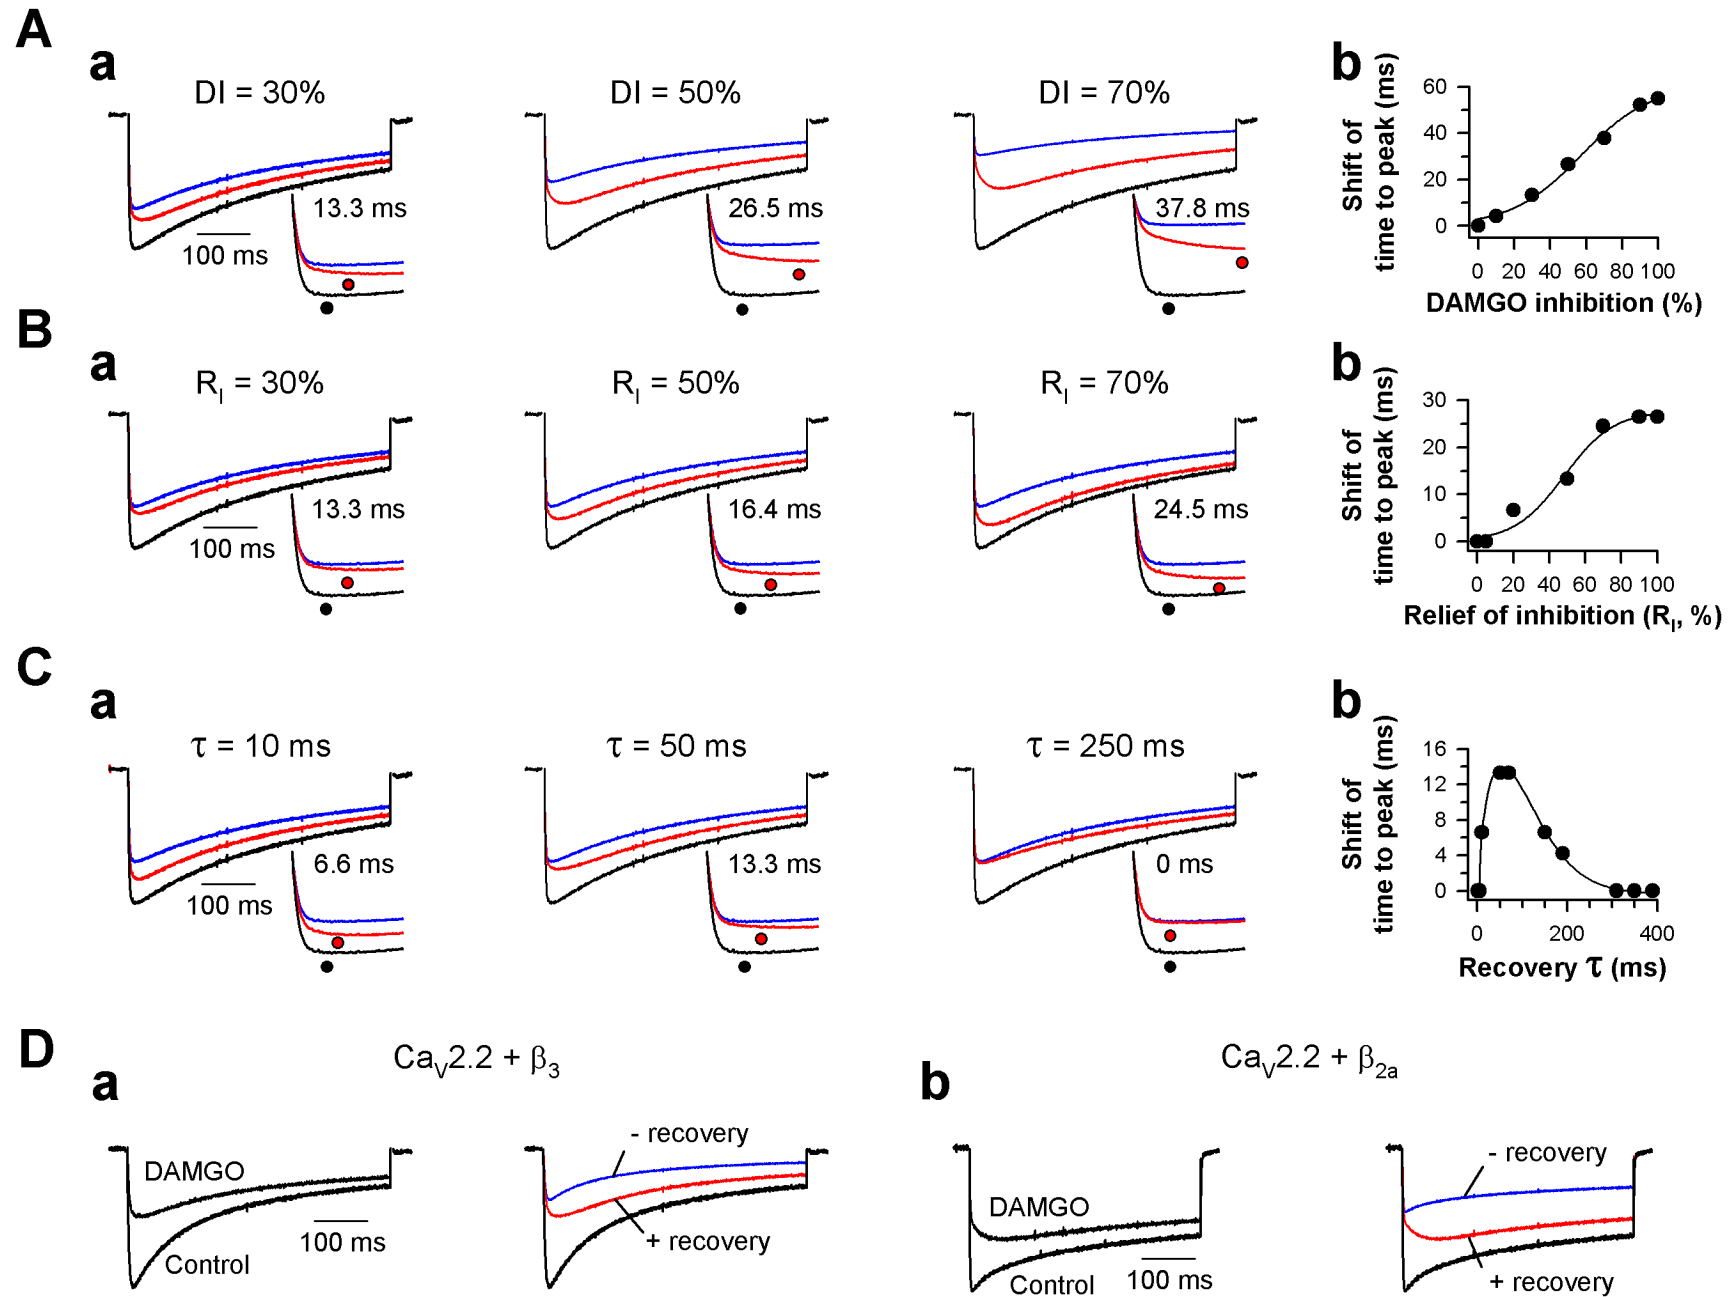 A
a
b
DI = 30%
DI = 50%
DI = 70%
13.3 ms
26.5 ms
37.8 ms
100 ms
Shift of
time to peak (ms)
60
40
20
0
0 20 40 60 80 100
DAMGO inhibition (%)
B
a
b
RI = 30%
RI = 50%
RI = 70%
13.3 ms
16.4 ms
24.5 ms
100 ms
Shift of
time to peak (ms)
30
20
10
0
0 20 40 60 80 100
Relief of inhibition (RI, %)
C
a
b
τ = 10 ms
τ = 50 ms
τ = 250 ms
6.6 ms
13.3 ms
0 ms
100 ms
Shift of
time to peak (ms)
16
12
8
4
0
0 200 400
Recovery τ (ms)
D
a
CaV2.2 + β3
DAMGO
Control
100 ms
- recovery
+ recovery
b
CaV2.2 + β2a
DAMGO
Control
100 ms
- recovery
+ recovery